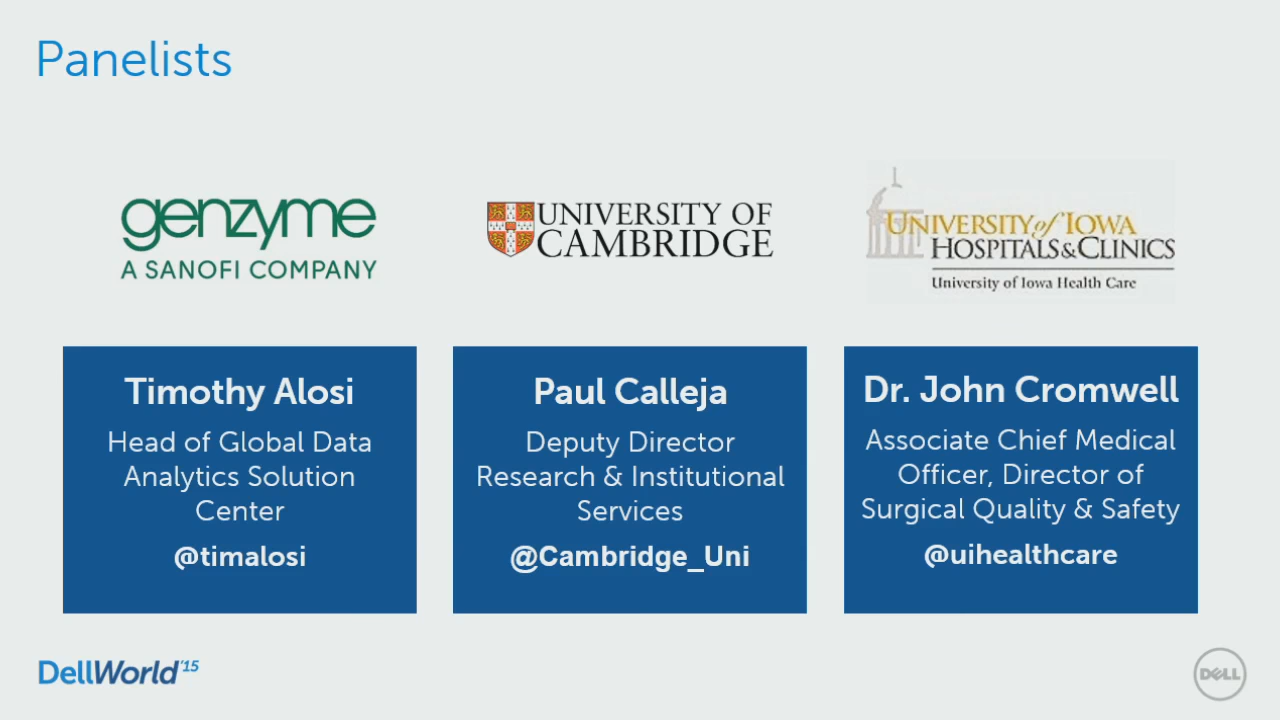 Panelists
genzyme
A SANOFI COMPANY
UNIVERSITY OF
CAMBRIDGE
UNIVERSITY of IOWA
HOSPITALS&CLINICS
University of Iowa Health Care
Timothy Alosi
Head of Global Data
Analytics Solution
Center
@timalosi
Paul Calleja
Deputy Director
Research & Institutional
Services
@Cambridge_Uni
Dr. John Cromwell
Associate Chief Medical
Officer, Director of
Surgical Quality & Safety
@uihealthcare
DellWorld'15
DELL